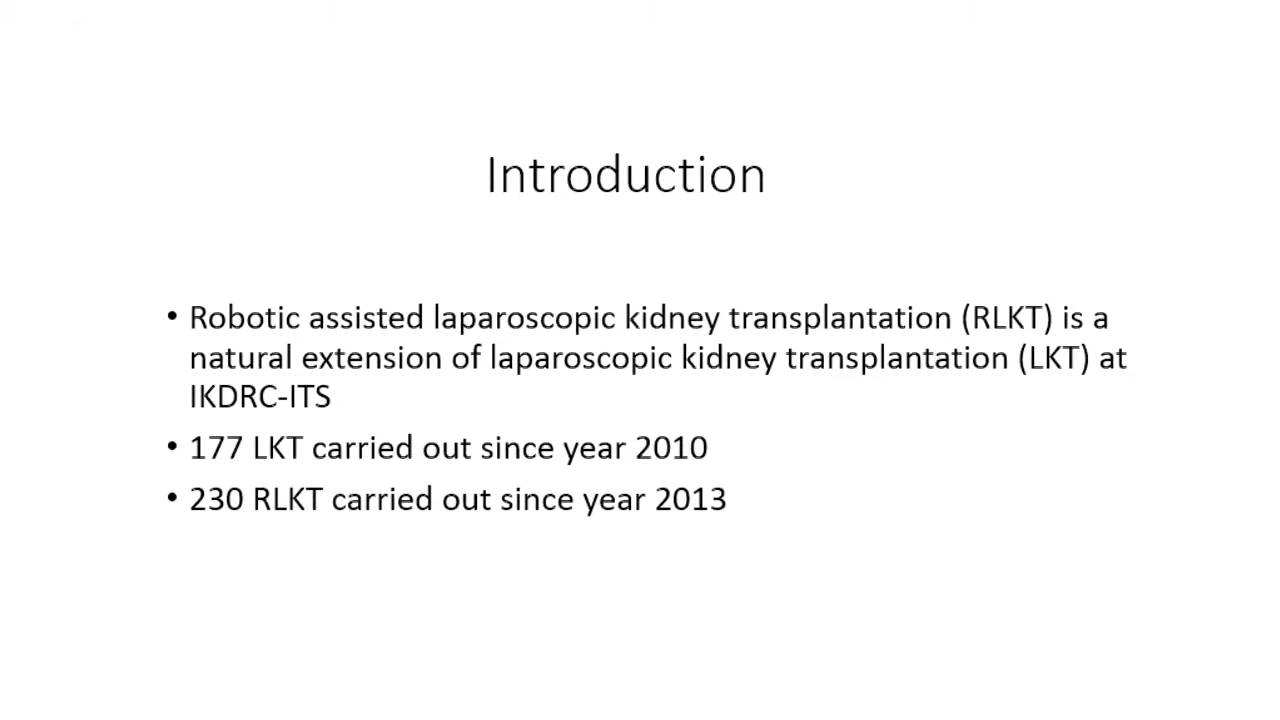 Introduction
• Robotic assisted laparoscopic kidney transplantation (RLKT) is a
natural extension of laparoscopic kidney transplantation (LKT) at
IKDRC-ITS
• 177 LKT carried out since year 2010
• 230 RLKT carried out since year 2013